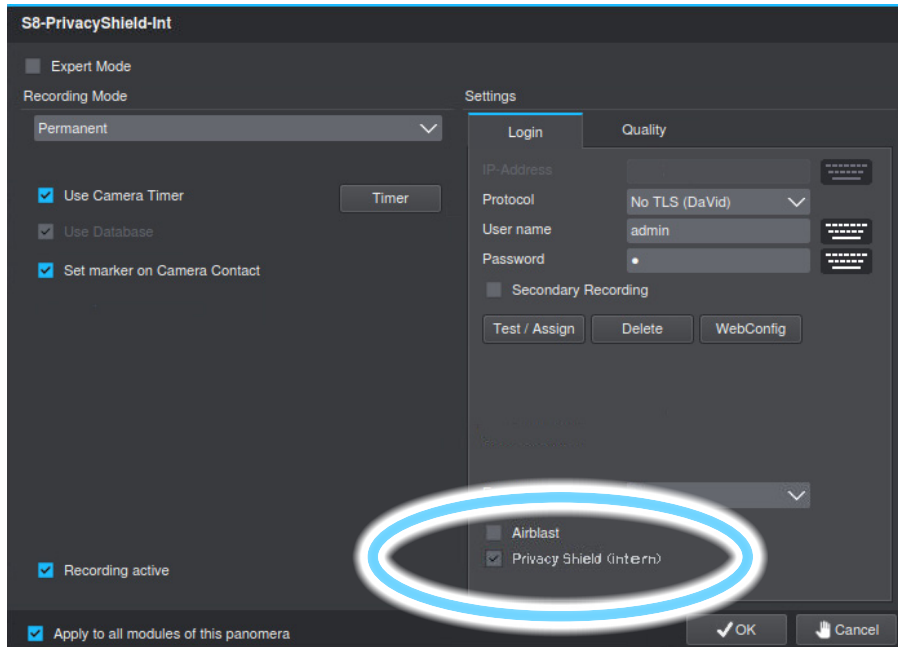 S8-PrivacyShield-Int
Expert Mode
Recording Mode
Permanent
Use Camera Timer
Timer
Use Database
Set marker on Camera Contact
Recording active
Apply to all modules of this panomera
Settings
Login
Quality
IP-Address
Protocol
No TLS (DaVid)
User name
admin
Password
Secondary Recording
Test / Assign
Delete
WebConfig
Airblast
Privacy Shield (intern)
OK
Cancel